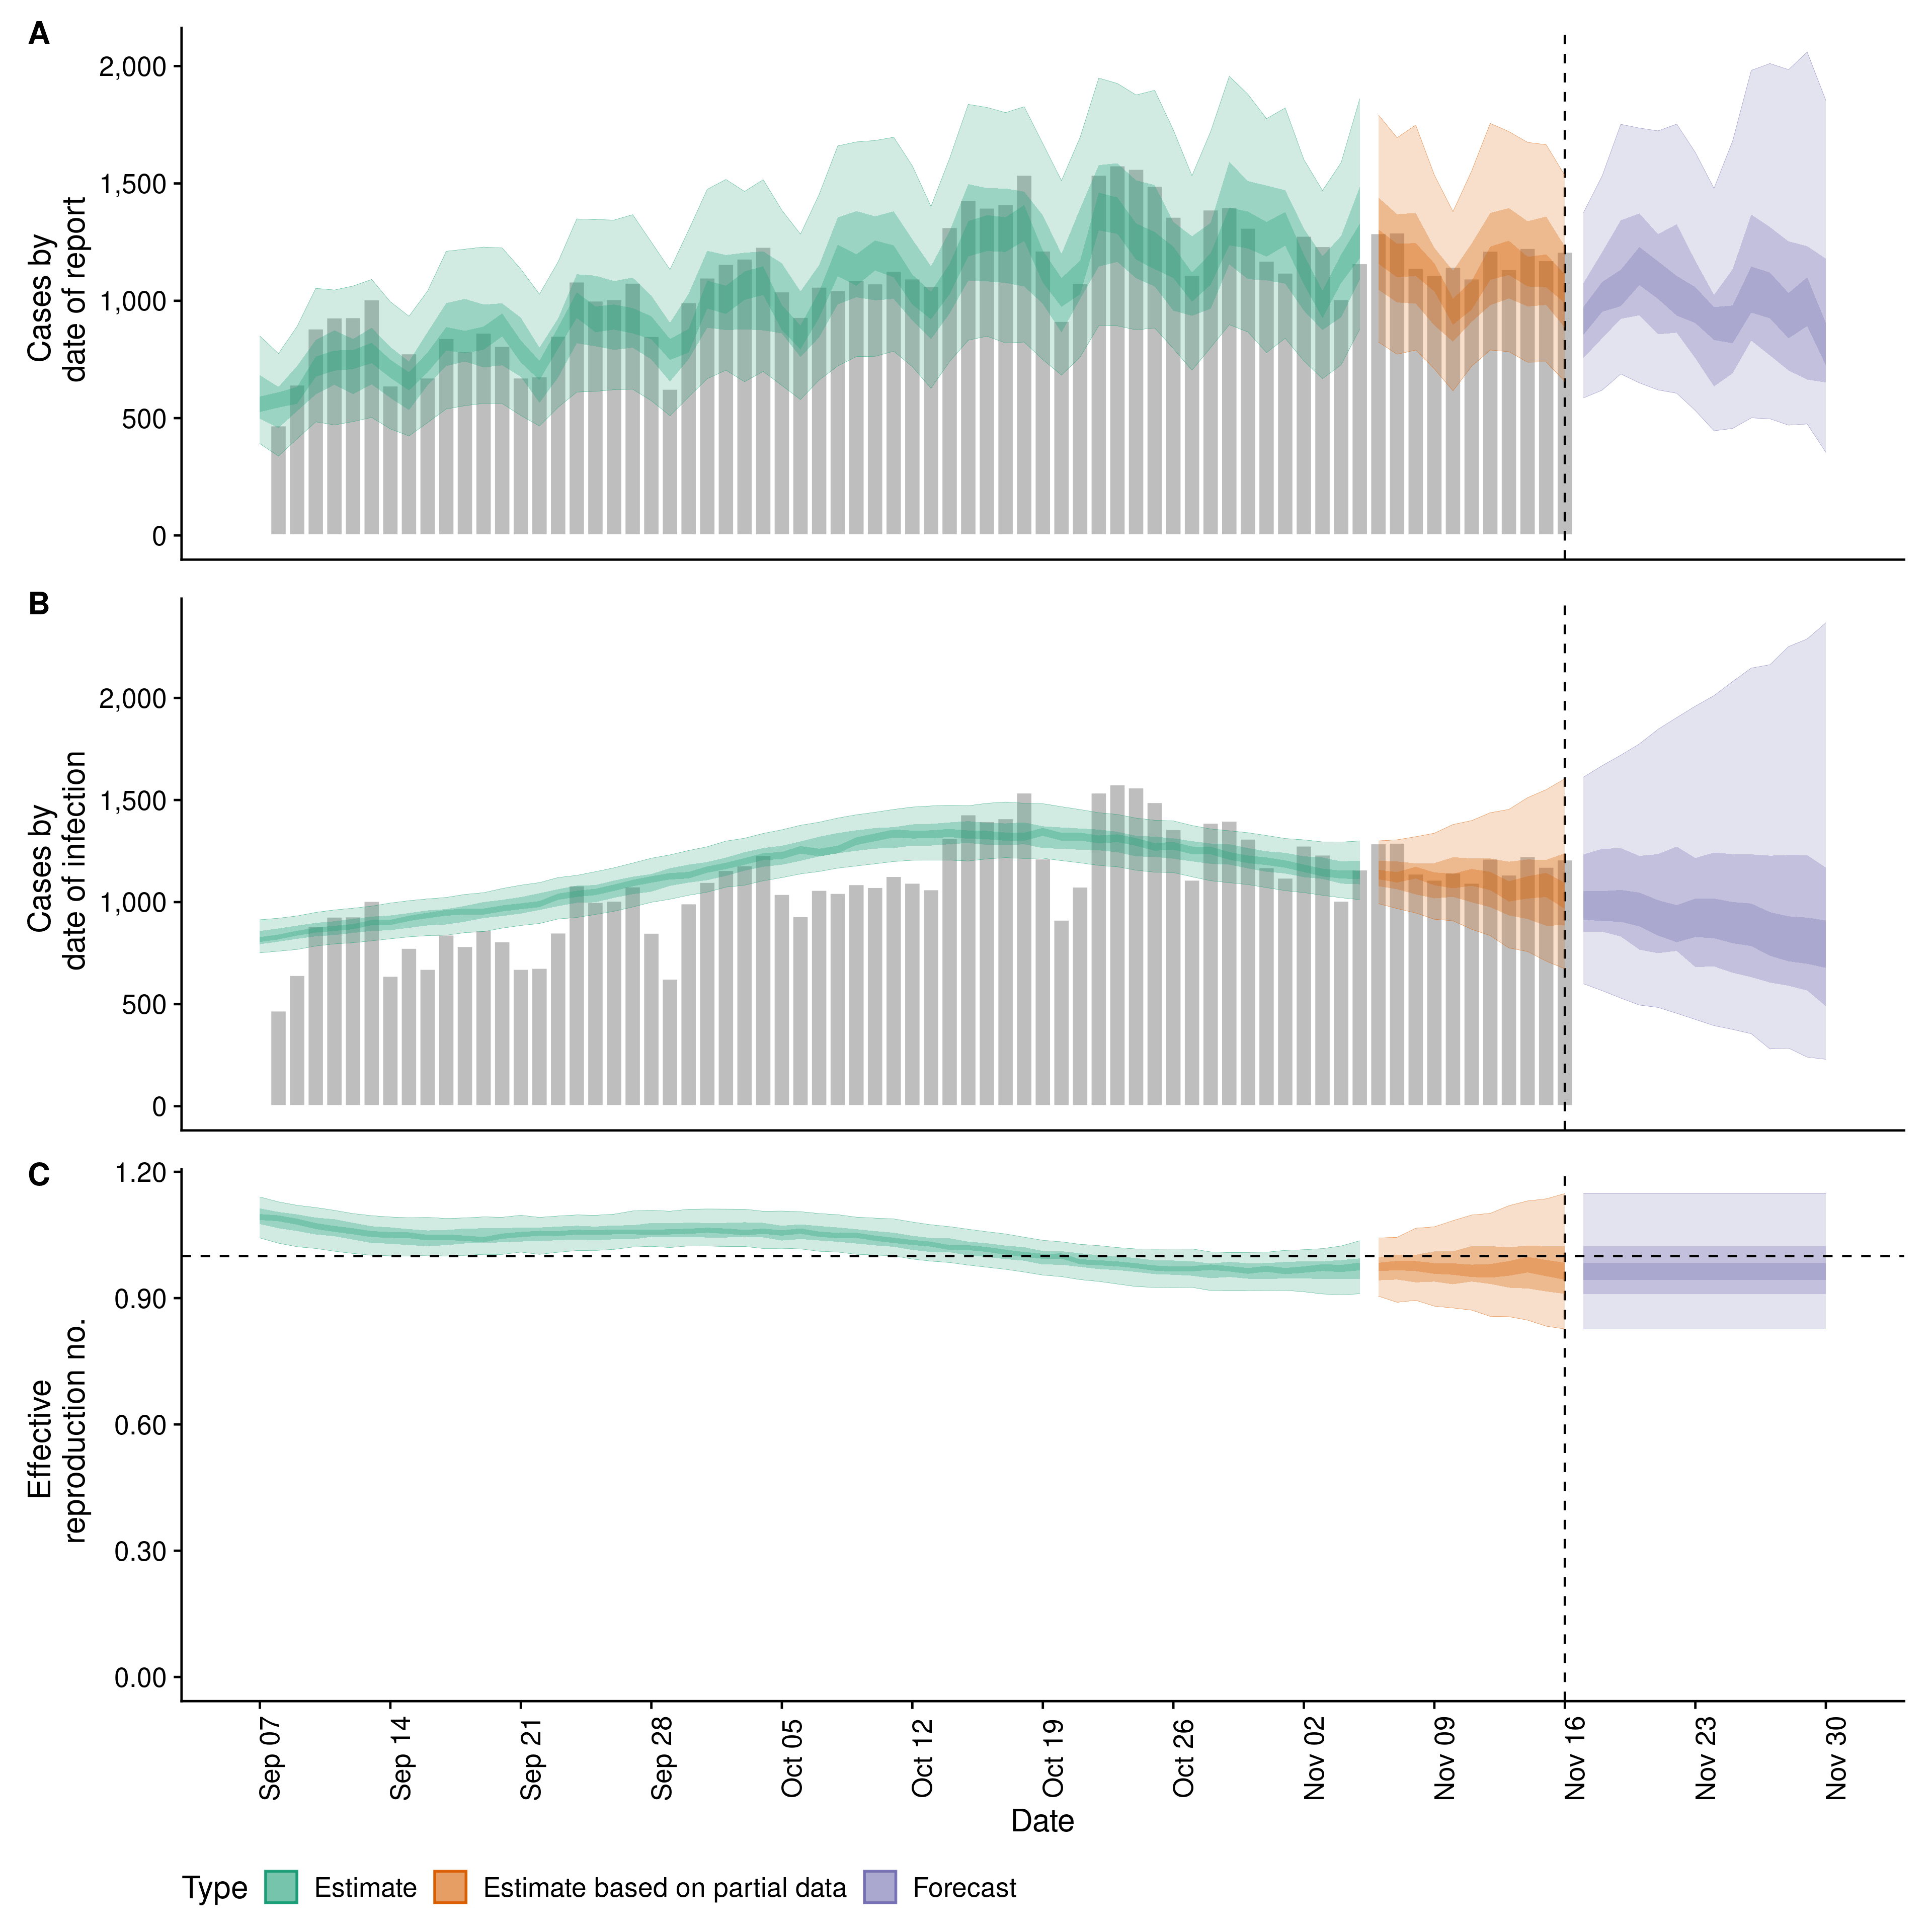 A
Cases by
date of report
2,000
1,500
1,000
500
0
B
Cases by
date of infection
2,000
1,500
1,000
500
0
C
Effective
reproduction no.
1.20
0.90
0.60
0.30
0.00
Sep 07
Sep 14
Sep 21
Sep 28
Oct 05
Oct 12
Oct 19
Oct 26
Nov 02
Nov 09
Nov 16
Nov 23
Nov 30
Date
Type Estimate Estimate based on partial data Forecast